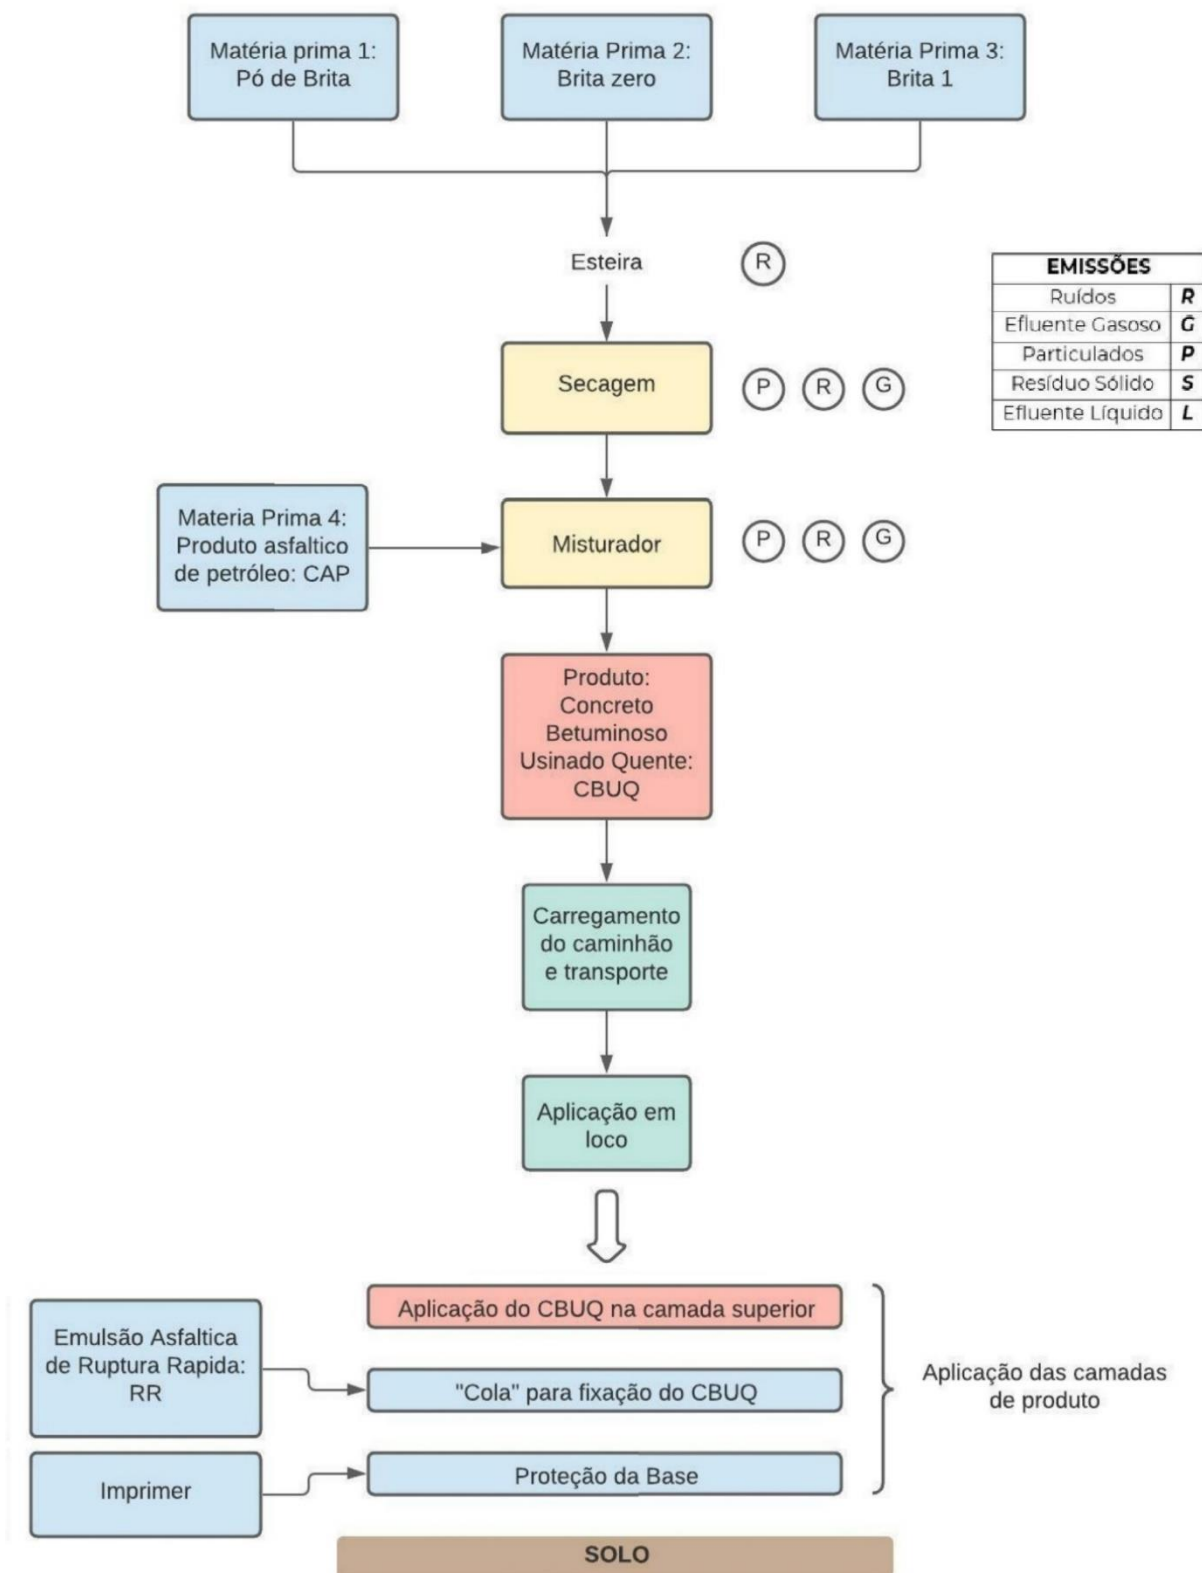 Matéria prima 1:
Pó de Brita
Matéria Prima 2:
Brita zero
Matéria Prima 3:
Brita 1
Esteira
R
EMISSÕES
Ruídos R
Efluente Gasoso G
Particulados P
Resíduo Sólido S
Efluente Líquido L
Secagem
P R G
Materia Prima 4:
Produto asfaltico
de petróleo: CAP
Misturador
P R G
Produto:
Concreto
Betuminoso
Usinado Quente:
CBUQ
Carregamento
do caminhão
e transporte
Aplicação em
loco
Aplicação do CBUQ na camada superior
Emulsão Asfaltica
de Ruptura Rapida:
RR
"Cola" para fixação do CBUQ
Aplicação das camadas
de produto
Imprimer
Proteção da Base
SOLO